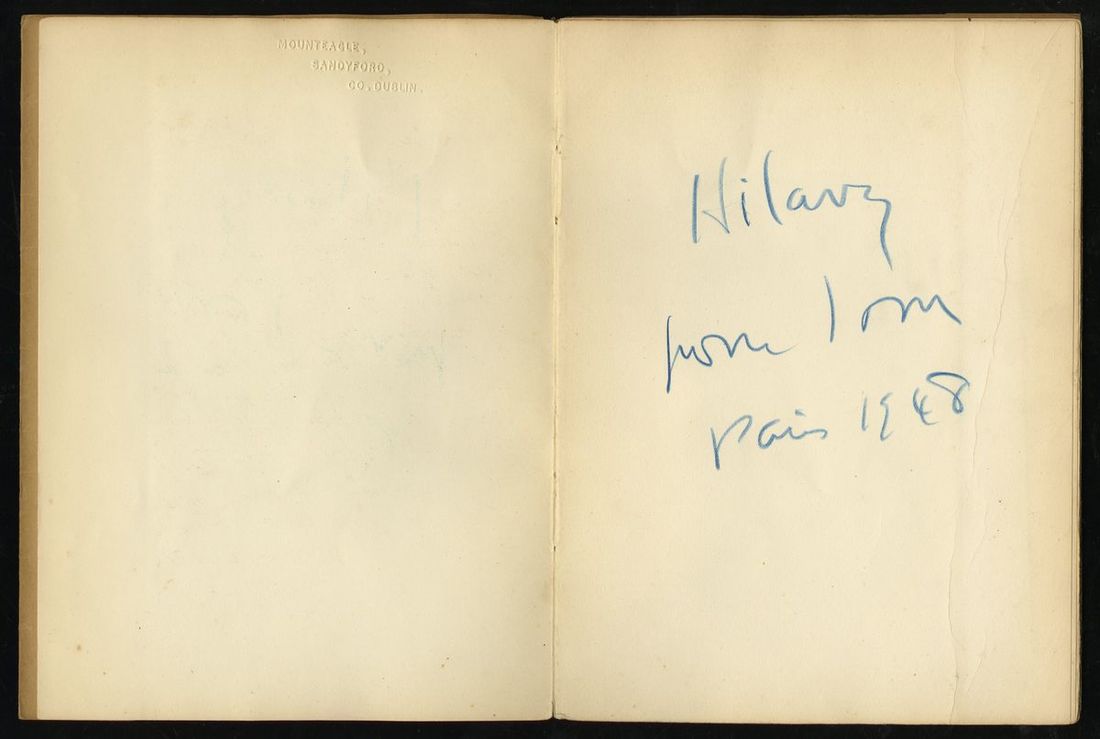 MOUNTEAGLE,
SANDYFORD,
CO. DUBLIN.
Hilary
from Tom
Paris 1948